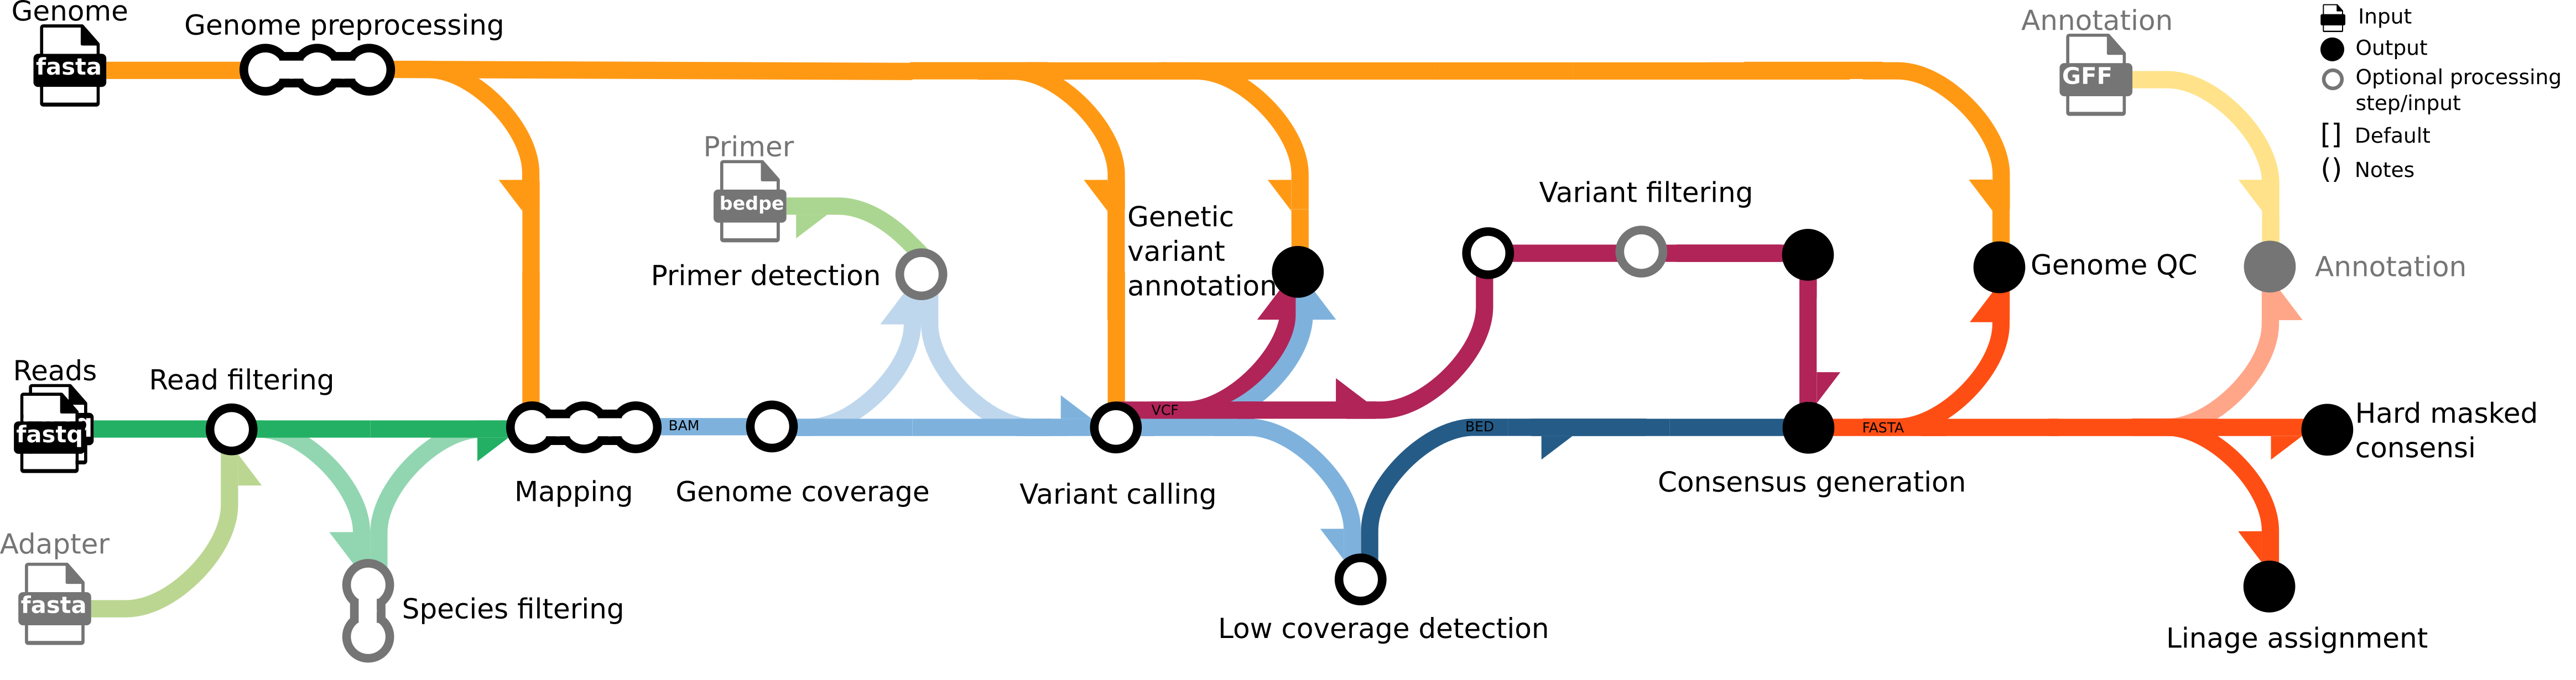 Genome
fasta
Genome preprocessing
Annotation
GFF
Input
Output
Optional processing
step/input
[] Default
() Notes
Primer
bedpe
Primer detection
Genetic
variant
annotation
Variant filtering
Genome QC
Annotation
Reads
fastq
Read filtering
BAM
VCF
BED
FASTA
Hard masked
consensi
Mapping
Genome coverage
Variant calling
Consensus generation
Adapter
fasta
Species filtering
Low coverage detection
Linage assignment